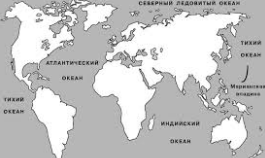 СЕВЕРНЫЙ ЛЕДОВИТЫЙ ОКЕАН
ТИХИЙ
ОКЕАН
АТЛАНТИЧЕСКИЙ
ОКЕАН
Марианская
впадина
ТИХИЙ
ОКЕАН
ИНДИЙСКИЙ
ОКЕАН